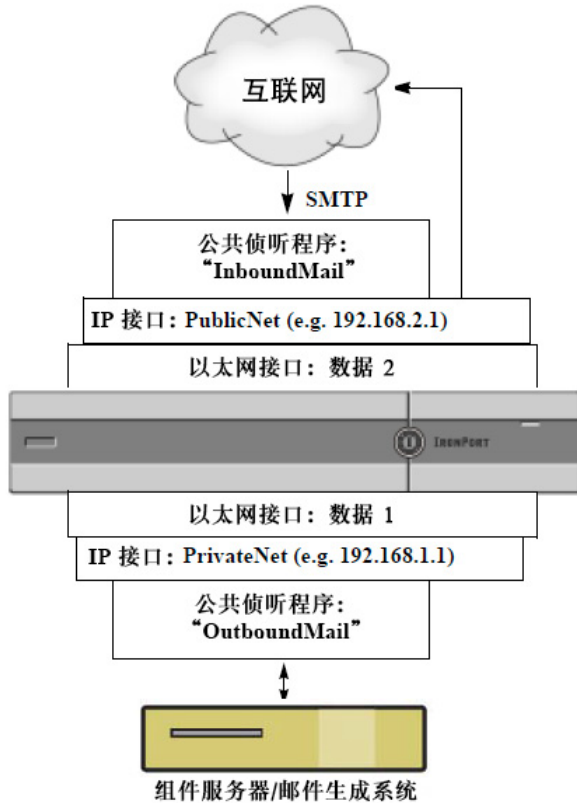 互联网
SMTP
公共侦听程序：
“InboundMail”
IP 接口：PublicNet (e.g. 192.168.2.1)
以太网接口：数据 2
IRONPORT
以太网接口：数据 1
IP 接口：PrivateNet (e.g. 192.168.1.1)
公共侦听程序：
“OutboundMail”
组件服务器/邮件生成系统